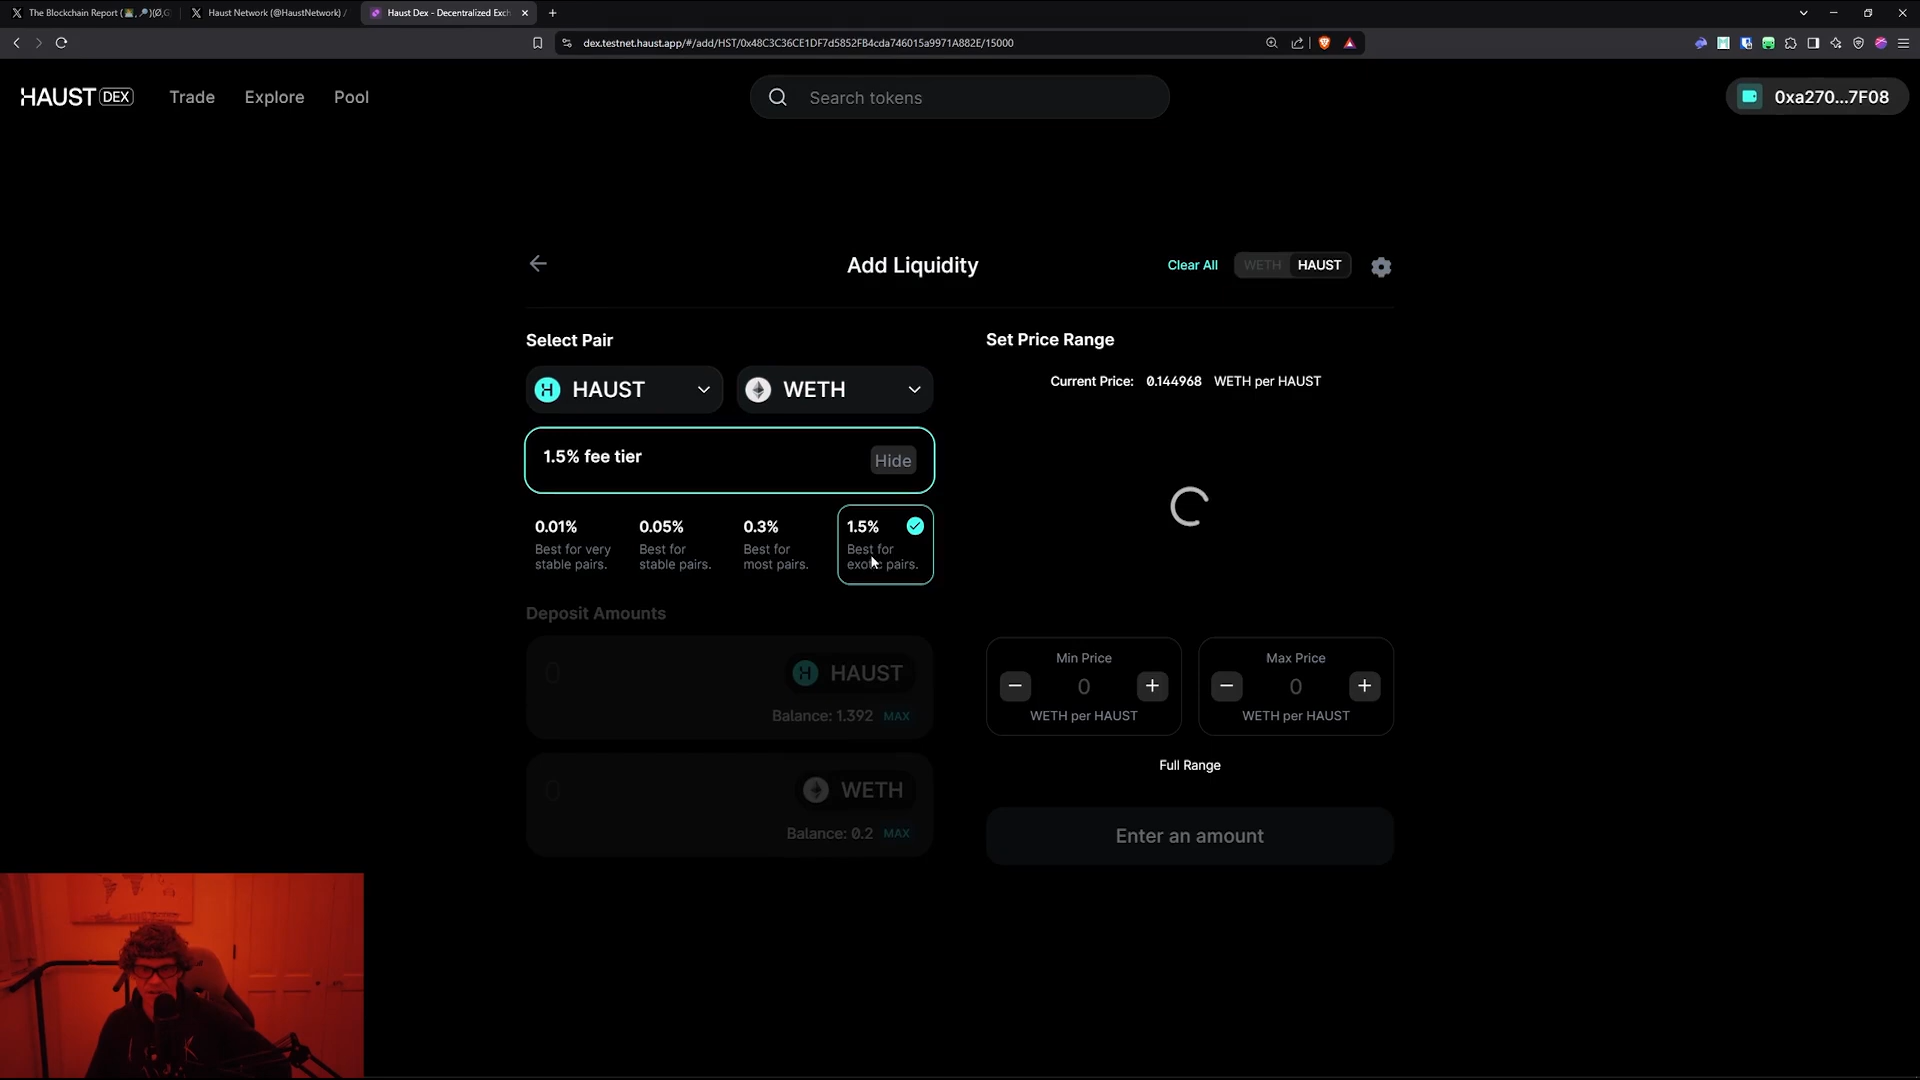 The Blockchain Report
Haust Network (@HaustNetwork) /
Haust Dex - Decentralized Exc
dex.testnet.haust.app/#/add/HST/0x48C3C36CE1DF7d5852FB4cda746015a9971A882E/15000
HAUST DEX
Trade
Explore
Pool
Search tokens
0xa270...7F08
Add Liquidity
Clear All
WETH
HAUST
Select Pair
Set Price Range
Current Price: 0.144968 WETH per HAUST
HAUST
WETH
1.5% fee tier
Hide
0.01%
Best for very
stable pairs.
0.05%
Best for
stable pairs.
0.3%
Best for
most pairs.
1.5%
Best for
exotic pairs.
Deposit Amounts
0
HAUST
Balance: 1.392 MAX
0
WETH
Balance: 0.2 MAX
Min Price
0
WETH per HAUST
Max Price
0
WETH per HAUST
Full Range
Enter an amount